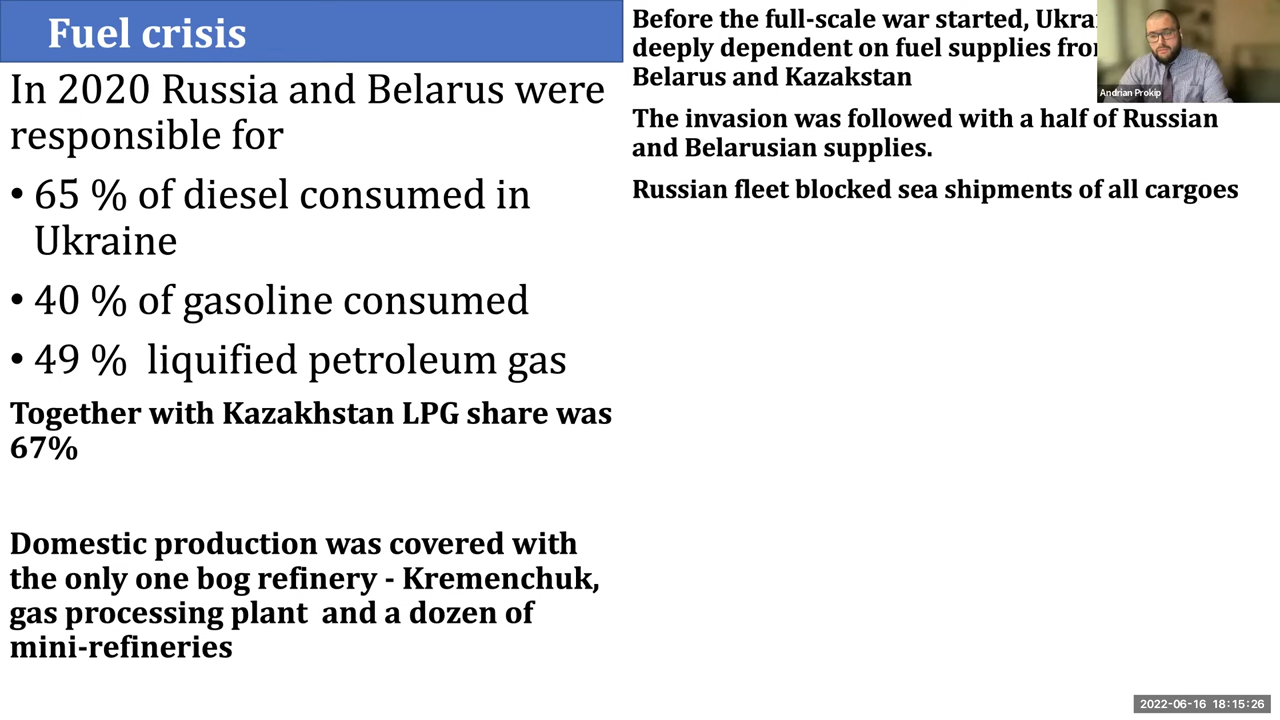 Fuel crisis
In 2020 Russia and Belarus were
responsible for
• 65 % of diesel consumed in
Ukraine
• 40 % of gasoline consumed
• 49 % liquified petroleum gas
Together with Kazakhstan LPG share was
67%
Domestic production was covered with
the only one bog refinery - Kremenchuk,
gas processing plant and a dozen of
mini-refineries
Before the full-scale war started,
deeply dependent on fuel supplies
Belarus and Kazakstan
The invasion was followed with a half of Russian
and Belarusian supplies.
Russian fleet blocked sea shipments of all cargoes
Andrian Prokip
2022-06-16 18:15:26